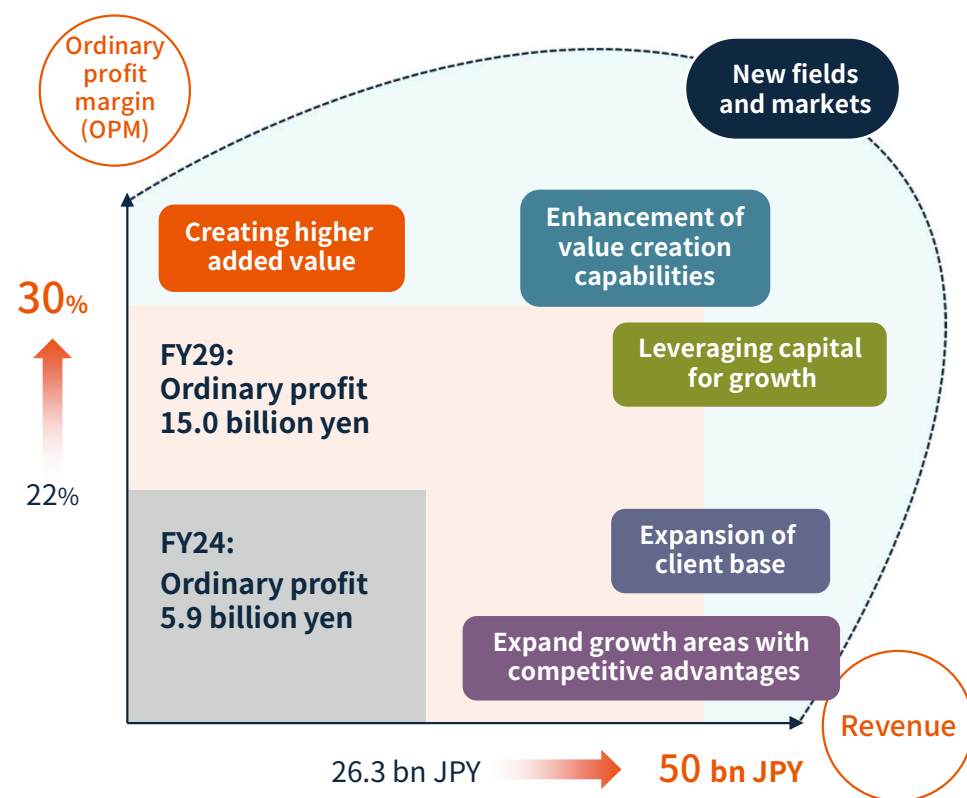 Ordinary
profit
margin
(OPM)
New fields
and markets
Creating higher
added value
Enhancement of
value creation
capabilities
30%
Leveraging capital
for growth
FY29:
Ordinary profit
15.0 billion yen
22%
FY24:
Ordinary profit
5.9 billion yen
Expansion of
client base
Expand growth areas with
competitive advantages
Revenue
26.3 bn JPY
50 bn JPY